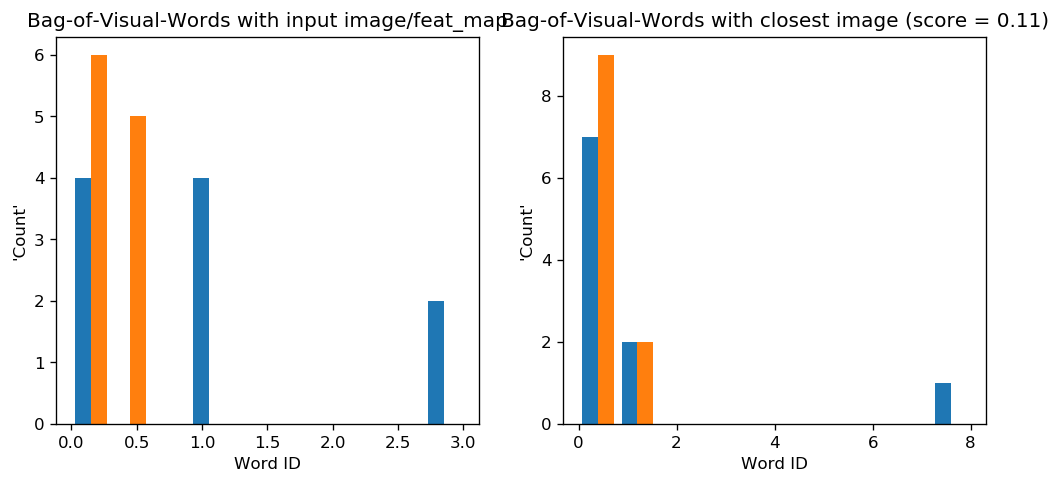 Bag-of-Visual-Words with input image/feat_map
6
5
4
3
2
1
0
'Count'
0.0 0.5 1.0 1.5 2.0 2.5 3.0
Word ID
Bag-of-Visual-Words with closest image (score = 0.11)
8
6
4
2
0
'Count'
0 2 4 6 8
Word ID